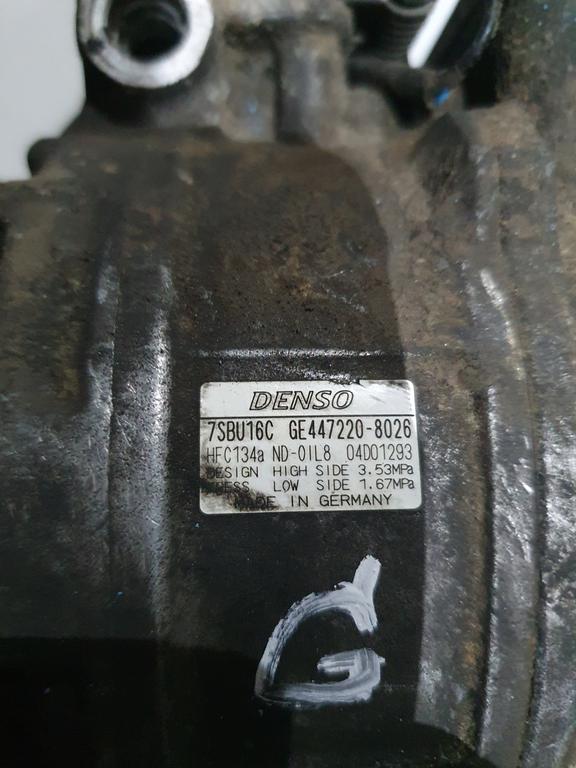 DENSO
7SBU16C GE447220-8026
HFC134a ND-OIL8 04D01293
DESIGN HIGH SIDE 3.53MPa
LOW SIDE 1.67MPa
MADE IN GERMANY
G